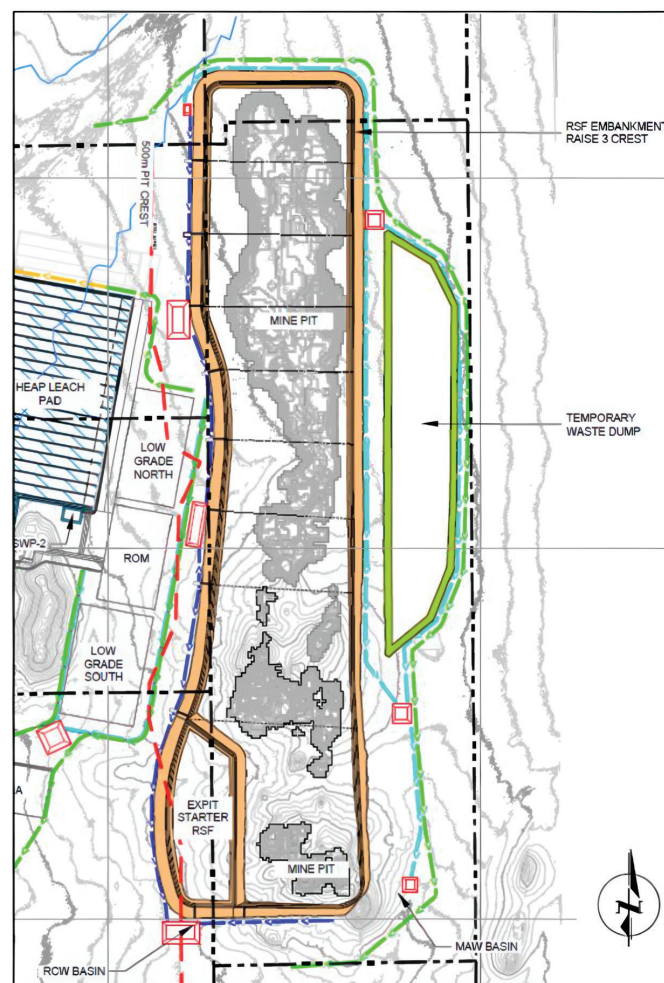 RSF EMBANKMENT
RAISE 3 CREST
500m PIT CREST
MINE PIT
HEAP LEACH
PAD
TEMPORARY
WASTE DUMP
LOW
GRADE
NORTH
SWP-2
ROM
LOW
GRADE
SOUTH
EXPIT
STARTER
RSF
A
MINE PIT
MAW BASIN
RCW BASIN
N